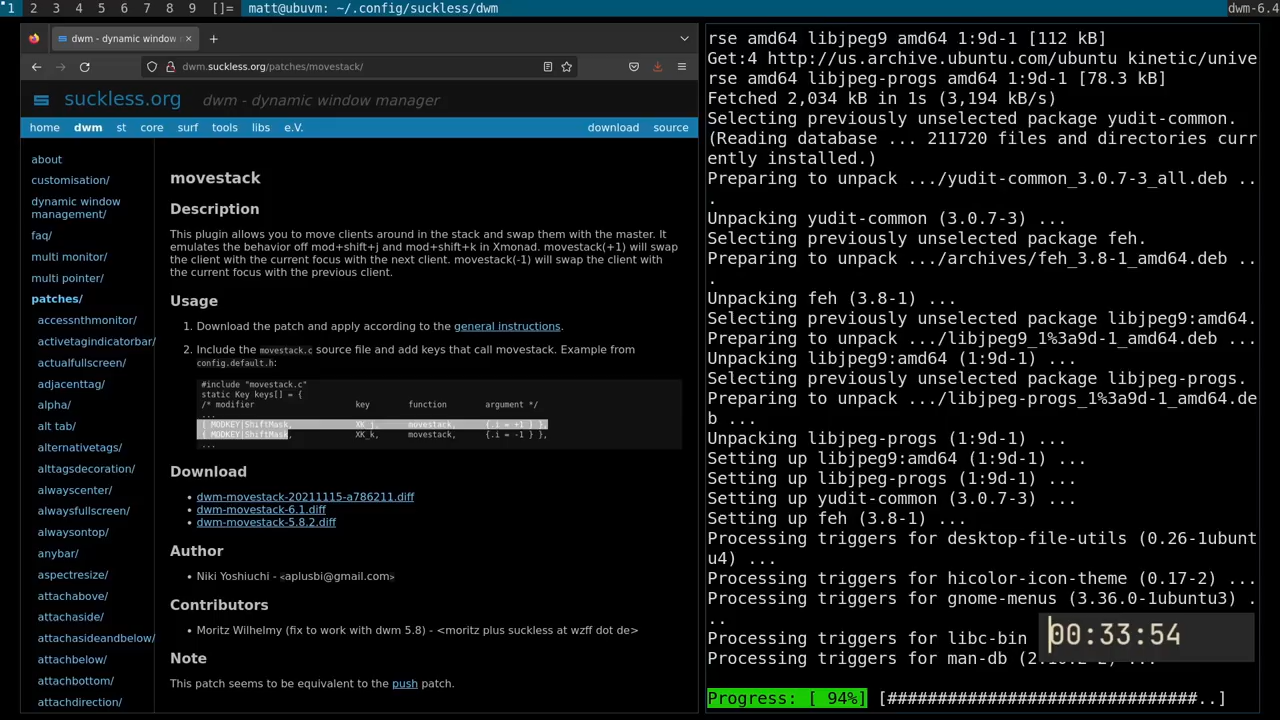 1 2 3 4 5 6 7 8 9 []= matt@ubuvm: ~/.config/suckless/dwm dwm-6.4
dwm - dynamic window
dwm.suckless.org/patches/movestack/
suckless.org dwm - dynamic window manager
home dwm st core surf tools libs e.V. download source
about
customisation/
dynamic window
management/
faq/
multi monitor/
multi pointer/
patches/
accessnthmonitor/
activetagindicatorbar/
actualfullscreen/
adjacenttag/
alpha/
alt tab/
alternativetags/
alttagsdecoration/
alwayscenter/
alwaysfullscreen/
alwaysontop/
anybar/
aspectresize/
attachabove/
attachaside/
attachasideandbelow/
attachbelow/
attachbottom/
attachdirection/
movestack
Description
This plugin allows you to move clients around in the stack and swap them with the master. It
emulates the behavior off mod+shift+j and mod+shift+k in Xmonad. movestack(+1) will swap
the client with the current focus with the next client. movestack(-1) will swap the client with
the current focus with the previous client.
Usage
1. Download the patch and apply according to the general instructions.
2. Include the movestack.c source file and add keys that call movestack. Example from
config.default.h:
#include "movestack.c"
static Key keys[] = {
/* modifier key function argument */
...
{ MODKEY|ShiftMask, XK_j, movestack, {.i = +1 } },
{ MODKEY|ShiftMask, XK_k, movestack, {.i = -1 } },
...
Download
• dwm-movestack-20211115-a786211.diff
• dwm-movestack-6.1.diff
• dwm-movestack-5.8.2.diff
Author
• Niki Yoshiuchi - <aplusbi@gmail.com>
Contributors
• Moritz Wilhelmy (fix to work with dwm 5.8) - <moritz plus suckless at wzff dot de>
Note
This patch seems to be equivalent to the push patch.
rse amd64 libjpeg9 amd64 1:9d-1 [112 kB]
Get:4 http://us.archive.ubuntu.com/ubuntu kinetic/unive
rse amd64 libjpeg-progs amd64 1:9d-1 [78.3 kB]
Fetched 2,034 kB in 1s (3,194 kB/s)
Selecting previously unselected package yudit-common.
(Reading database ... 211720 files and directories curr
ently installed.)
Preparing to unpack .../yudit-common_3.0.7-3_all.deb ..
.
Unpacking yudit-common (3.0.7-3) ...
Selecting previously unselected package feh.
Preparing to unpack .../archives/feh_3.8-1_amd64.deb ..
.
Unpacking feh (3.8-1) ...
Selecting previously unselected package libjpeg9:amd64.
Preparing to unpack .../libjpeg9_1%3a9d-1_amd64.deb ...
Unpacking libjpeg9:amd64 (1:9d-1) ...
Selecting previously unselected package libjpeg-progs.
Preparing to unpack .../libjpeg-progs_1%3a9d-1_amd64.de
b ...
Unpacking libjpeg-progs (1:9d-1) ...
Setting up libjpeg9:amd64 (1:9d-1) ...
Setting up libjpeg-progs (1:9d-1) ...
Setting up yudit-common (3.0.7-3) ...
Setting up feh (3.8-1) ...
Processing triggers for desktop-file-utils (0.26-1ubunt
u4) ...
Processing triggers for hicolor-icon-theme (0.17-2) ...
Processing triggers for gnome-menus (3.36.0-1ubuntu3) .
..
Processing triggers for libc-bin
00:33:54
Processing triggers for man-db
Progress: [ 94%] [###############################..]